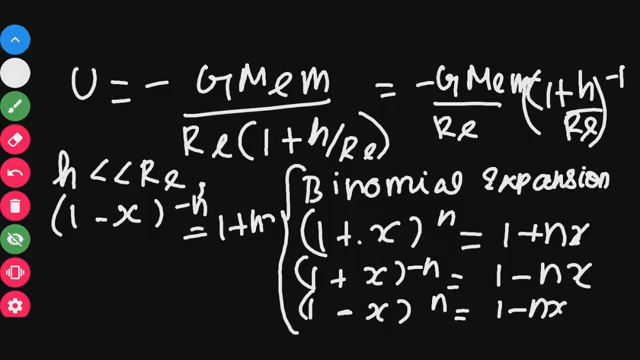 U = - GMem / Re(1 + h/Re) = -GMem / Re (1 + h/Re)^-1
h << Re,
(1 - x)^-n = 1 + n
Binomial Expansion
(1 + x)^n = 1 + nx
(1 + x)^-n = 1 - nx
(1 - x)^n = 1 - nx